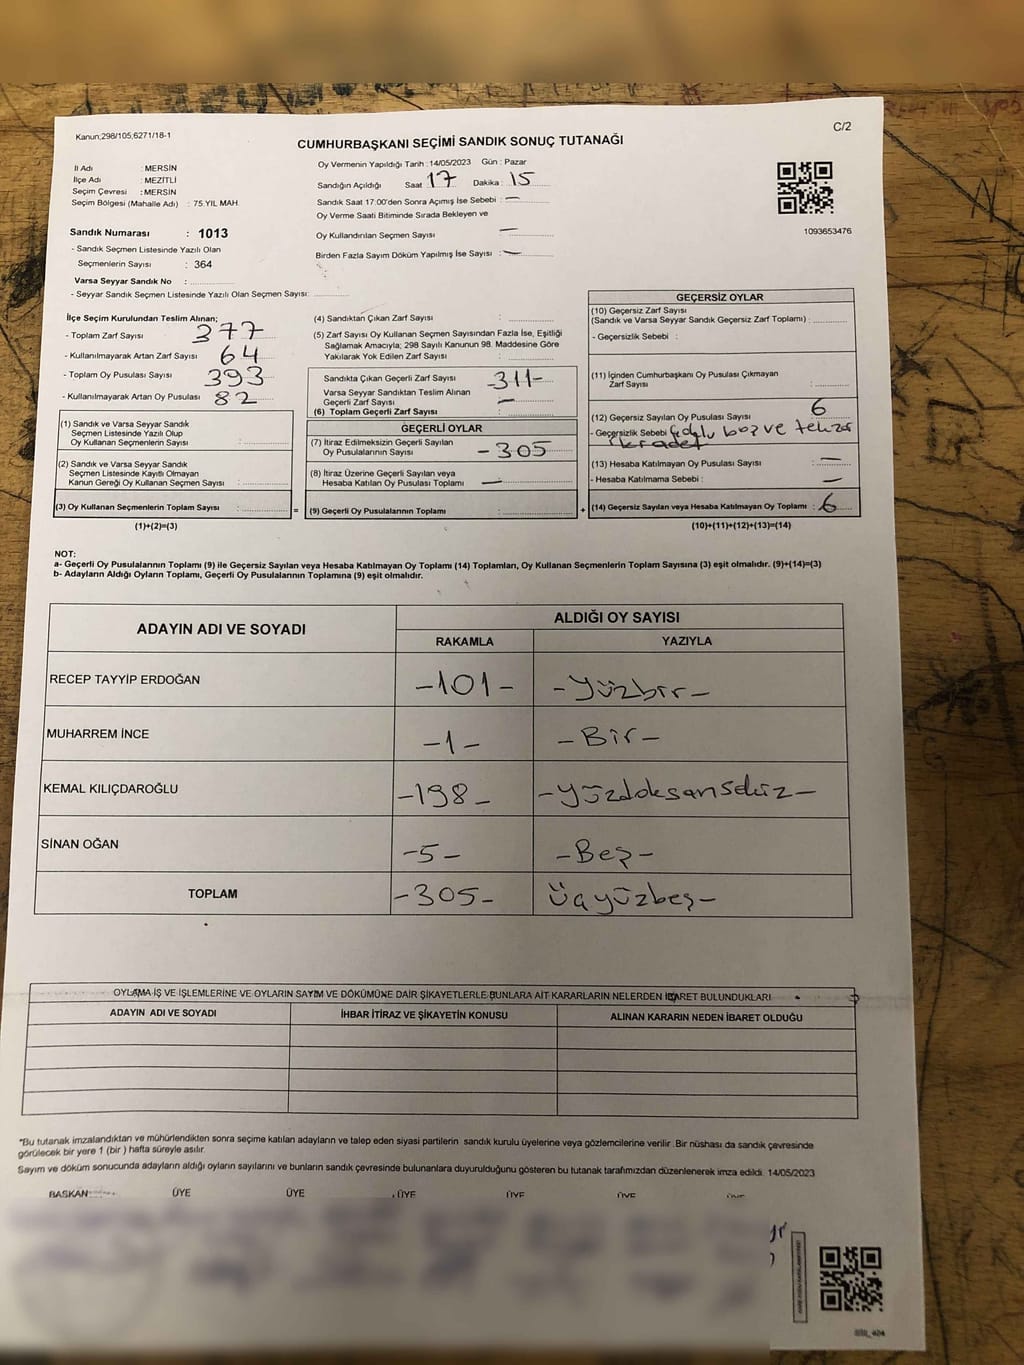 Kanun;298/105,6271/18-1
C/2
CUMHURBAŞKANI SEÇİMİ SANDIK SONUÇ TUTANAĞI
İl Adı : MERSİN
İlçe Adı : MEZİTLİ
Seçim Çevresi : MERSİN
Seçim Bölgesi (Mahalle Adı) : 75.YIL MAH.
Sandık Numarası : 1013
- Sandık Seçmen Listesinde Yazılı Olan
Seçmenlerin Sayısı : 364
Varsa Seyyar Sandık No :
- Seyyar Sandık Seçmen Listesinde Yazılı Olan Seçmen Sayısı:
Oy Vermenin Yapıldığı Tarih : 14/05/2023 Gün : Pazar
Sandığın Açıldığı Saat 17 Dakika : 15
Sandık Saat 17:00'den Sonra Açımış İse Sebebi : —
Oy Verme Saati Bitiminde Sırada Bekleyen ve
Oy Kullandırılan Seçmen Sayısı —
Birden Fazla Sayım Döküm Yapılmış İse Sayısı : —
1093653476
İlçe Seçim Kurulundan Teslim Alınan;
- Toplam Zarf Sayısı 377
- Kullanılmayarak Artan Zarf Sayısı 64
- Toplam Oy Pusulası Sayısı 393
- Kullanılmayarak Artan Oy Pusulası 82
(1) Sandık ve Varsa Seyyar Sandık
Seçmen Listesinde Yazılı Olup
Oy Kullanan Seçmenlerin Sayısı :
(2) Sandık ve Varsa Seyyar Sandık
Seçmen Listesinde Kayıtlı Olmayan
Kanun Gereği Oy Kullanan Seçmen Sayısı :
(3) Oy Kullanan Seçmenlerin Toplam Sayısı : =
(1)+(2)=(3)
(4) Sandıktan Çıkan Zarf Sayısı :
(5) Zarf Sayısı Oy Kullanan Seçmen Sayısından Fazla İse, Eşitliği
Sağlamak Amacıyla; 298 Sayılı Kanunun 98. Maddesine Göre
Yakılarak Yok Edilen Zarf Sayısı :
Sandıkta Çıkan Geçerli Zarf Sayısı -311-
Varsa Seyyar Sandıktan Teslim Alınan
Geçerli Zarf Sayısı —
(6) Toplam Geçerli Zarf Sayısı :
GEÇERLİ OYLAR
(7) İtiraz Edilmeksizin Geçerli Sayılan
Oy Pusulalarının Sayısı - 305
(8) İtiraz Üzerine Geçerli Sayılan veya
Hesaba Katılan Oy Pusulası Toplamı —
(9) Geçerli Oy Pusulalarının Toplamı : +
GEÇERSİZ OYLAR
(10) Geçersiz Zarf Sayısı
(Sandık ve Varsa Seyyar Sandık Geçersiz Zarf Toplamı) :
- Geçersizlik Sebebi :
(11) İçinden Cumhurbaşkanı Oy Pusulası Çıkmayan
Zarf Sayısı :
(12) Geçersiz Sayılan Oy Pusulası Sayısı 6
- Geçersizlik Sebebi boş ve
(13) Hesaba Katılmayan Oy Pusulası Sayısı : —
- Hesaba Katılmama Sebebi : —
(14) Geçersiz Sayılan veya Hesaba Katılmayan Oy Toplamı : 6
(10)+(11)+(12)+(13)=(14)
NOT:
a- Geçerli Oy Pusulalarının Toplamı (9) ile Geçersiz Sayılan veya Hesaba Katılmayan Oy Toplamı (14) Toplamları, Oy Kullanan Seçmenlerin Toplam Sayısına (3) eşit olmalıdır. (9)+(14)=(3)
b- Adayların Aldığı Oyların Toplamı, Geçerli Oy Pusulalarının Toplamına (9) eşit olmalıdır.
ADAYIN ADI VE SOYADI ALDIĞI OY SAYISI
RAKAMLA YAZIYLA
RECEP TAYYİP ERDOĞAN -101- -Yüzbir-
MUHARREM İNCE -1- -Bir-
KEMAL KILIÇDAROĞLU -198- -Yüzdoksansekiz-
SİNAN OĞAN -5- -Beş-
TOPLAM -305- Üçyüzbeş-
OYLAMA İŞ VE İŞLEMLERİNE VE OYLARIN SAYIM VE DÖKÜMÜNE DAİR ŞİKAYETLERLE BUNLARA AİT KARARLARIN NELERDEN İBARET BULUNDUKLARI
ADAYIN ADI VE SOYADI İHBAR İTİRAZ VE ŞİKAYETİN KONUSU ALINAN KARARIN NEDEN İBARET OLDUĞU
*Bu tutanak imzalandıktan ve mühürlendikten sonra seçime katılan adayların ve talep eden siyasi partilerin sandık kurulu üyelerine veya gözlemcilerine verilir. Bir nüshası da sandık çevresinde
görülecek bir yere 1 (bir ) hafta süreyle asılır.
Sayım ve döküm sonucunda adayların aldığı oyların sayılarını ve bunların sandık çevresinde bulunanlara duyurulduğunu gösteren bu tutanak tarafımızdan düzenlenerek imza edildi. 14/05/2023
BAŞKAN ÜYE ÜYE ÜYE ÜYE ÜYE